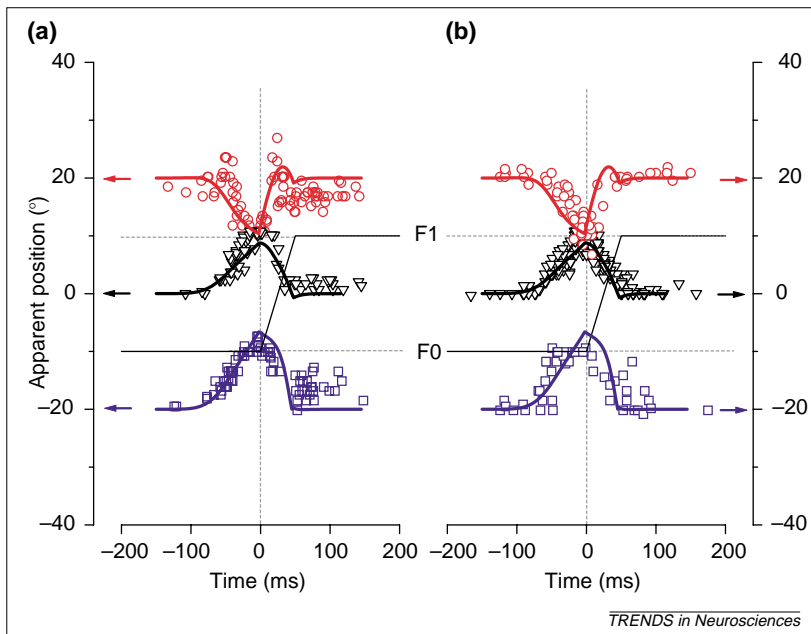 (a)
(b)
40
20
0
–20
–40
Apparent position (°)
F1
F0
40
20
0
–20
–40
–200 –100 0 100 200
–200 –100 0 100 200
Time (ms)
Time (ms)
TRENDS in Neurosciences